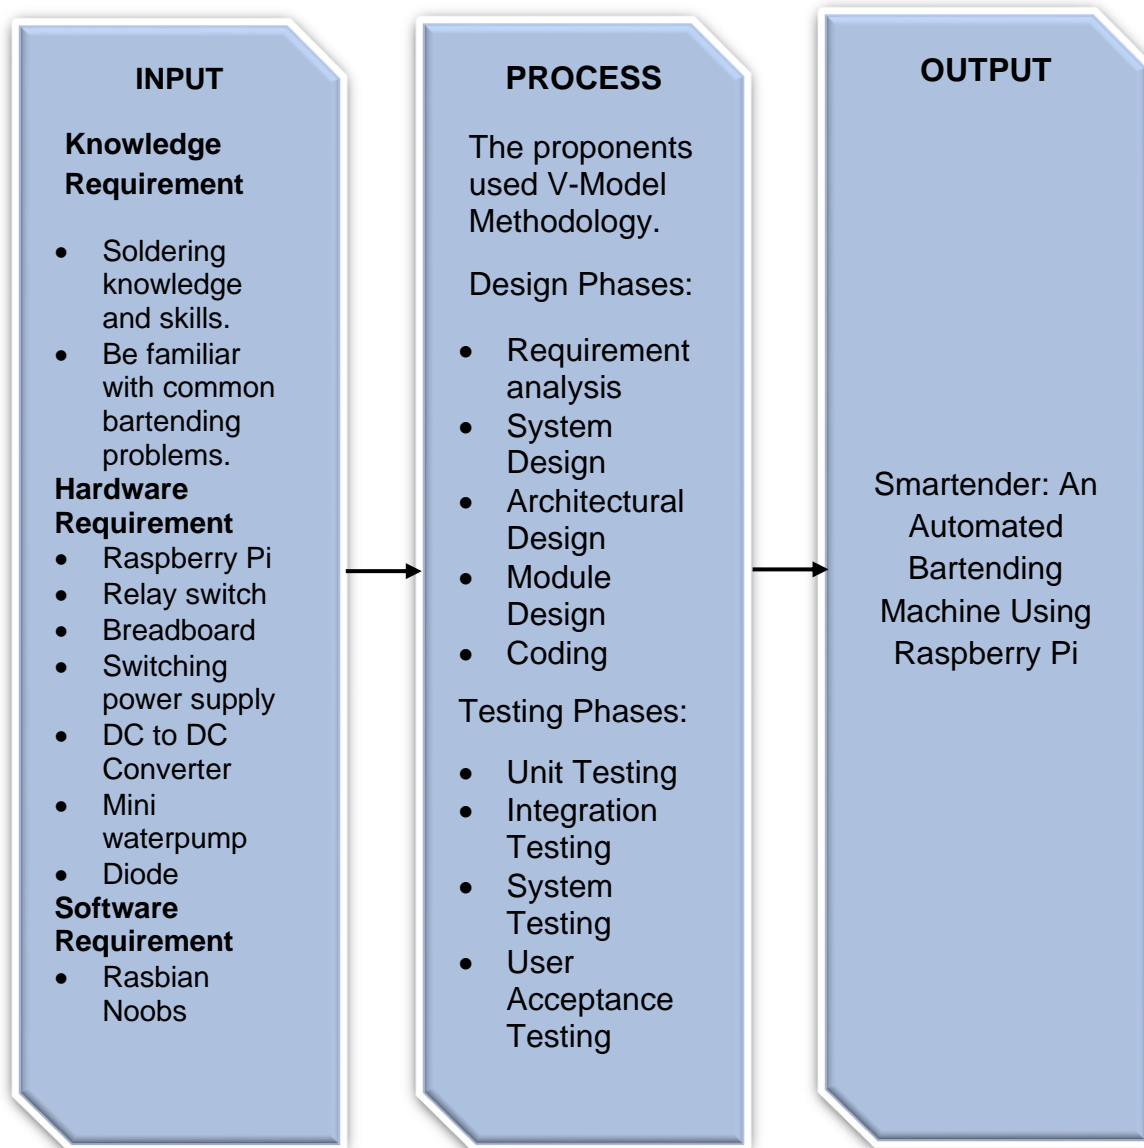 INPUT
Knowledge
Requirement
• Soldering
knowledge
and skills.
• Be familiar
with common
bartending
problems.
Hardware
Requirement
• Raspberry Pi
• Relay switch
• Breadboard
• Switching
power supply
• DC to DC
Converter
• Mini
waterpump
• Diode
Software
Requirement
• Rasbian
Noobs
PROCESS
The proponents
used V-Model
Methodology.
Design Phases:
• Requirement
analysis
• System
Design
• Architectural
Design
• Module
Design
• Coding
Testing Phases:
• Unit Testing
• Integration
Testing
• System
Testing
• User
Acceptance
Testing
OUTPUT
Smartender: An
Automated
Bartending
Machine Using
Raspberry Pi